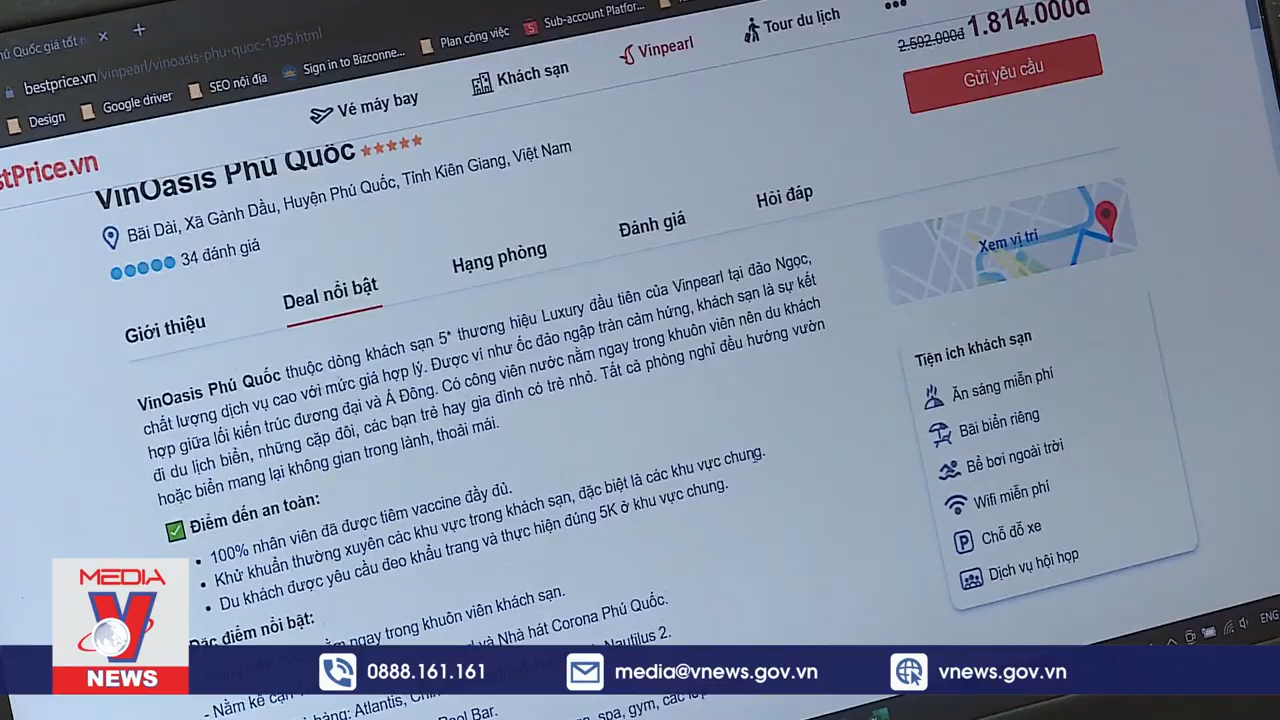 hú Quốc giá tốt
bestprice.vn/vinpearl/vinoasis-phu-quoc-1395.html
Design
Google driver
SEO nội địa
Sign in to Bizconne...
Plan công việc
Sub-account Platfor...
stPrice.vn
Vé máy bay
Khách sạn
Vinpearl
Tour du lịch
2.592.000đ 1.814.000đ
Gửi yêu cầu
VinOasis Phú Quốc
Bãi Dài, Xã Gành Dầu, Huyện Phú Quốc, Tỉnh Kiên Giang, Việt Nam
34 đánh giá
Giới thiệu
Deal nổi bật
Hạng phòng
Đánh giá
Hỏi đáp
Xem vị trí
VinOasis Phú Quốc thuộc dòng khách sạn 5* thương hiệu Luxury đầu tiên của Vinpearl tại đảo Ngọc,
chất lượng dịch vụ cao với mức giá hợp lý. Được ví như ốc đảo ngập tràn cảm hứng, khách sạn là sự kết
hợp giữa lối kiến trúc đương đại và Á Đông. Có công viên nước nằm ngay trong khuôn viên nên du khách
đi du lịch biển, những cặp đôi, các bạn trẻ hay gia đình có trẻ nhỏ. Tất cả phòng nghỉ đều hướng vườn
hoặc biển mang lại không gian trong lành, thoải mái.
Điểm đến an toàn:
• 100% nhân viên đã được tiêm vaccine đầy đủ.
• Khử khuẩn thường xuyên các khu vực trong khách sạn, đặc biệt là các khu vực chung.
• Du khách được yêu cầu đeo khẩu trang và thực hiện đúng 5K ở khu vực chung.
Đặc điểm nổi bật:
ngay trong khuôn viên khách sạn.
- Nằm kế cận
và Nhà hát Corona Phú Quốc.
Nautilus 2.
hàng: Atlantis,
Pool Bar.
spa, gym, các
Tiện ích khách sạn
Ăn sáng miễn phí
Bãi biển riêng
Bể bơi ngoài trời
Wifi miễn phí
Chỗ đỗ xe
Dịch vụ hội họp
ENG
MEDIA
V
NEWS
0888.161.161
media@vnews.gov.vn
vnews.gov.vn